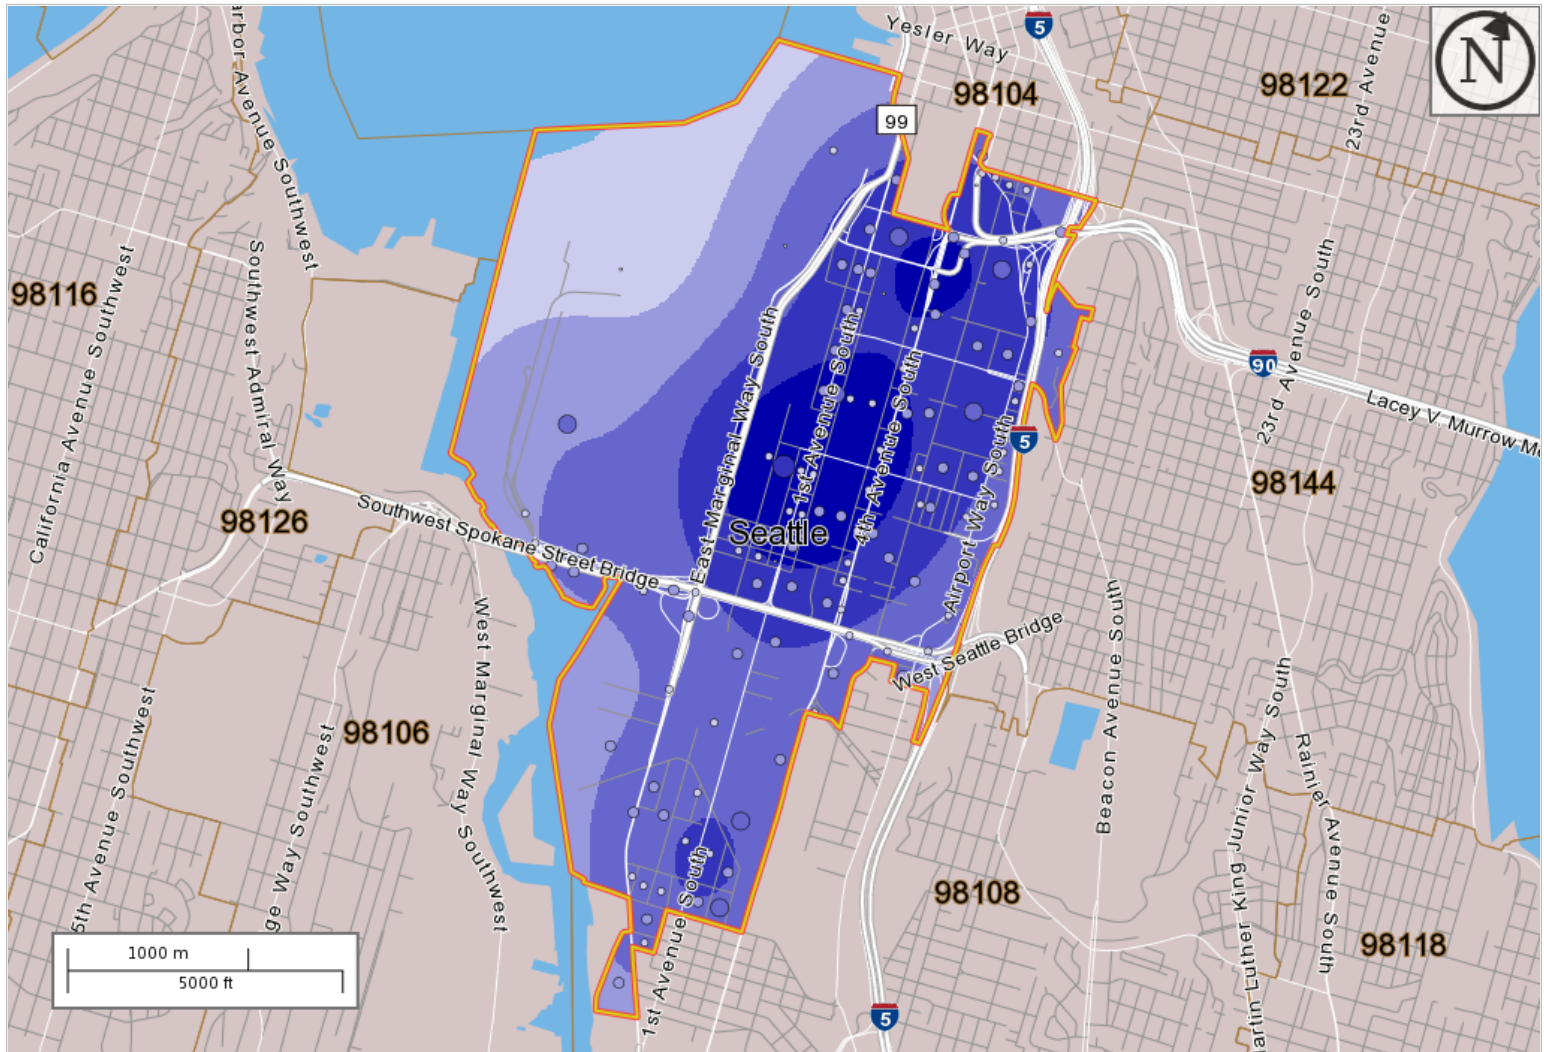 Yesler Way
5
N
98104
98122
23rd Avenue
99
arbor Avenue Southwest
98116
Southwest Admiral Way
California Avenue Southwest
23rd Avenue South
90
Lacey V. Murrow Me
East Marginal Way South
1st Avenue South
4th Avenue South
Airport Way South
5
98144
98126
Southwest Spokane Street Bridge
Seattle
West Seattle Bridge
Beacon Avenue South
West Marginal Way Southwest
98106
5th Avenue Southwest
ge Way Southwest
Martin Luther King Junior Way South
Rainier Avenue South
98108
98118
1st Avenue South
1000 m
5000 ft
5